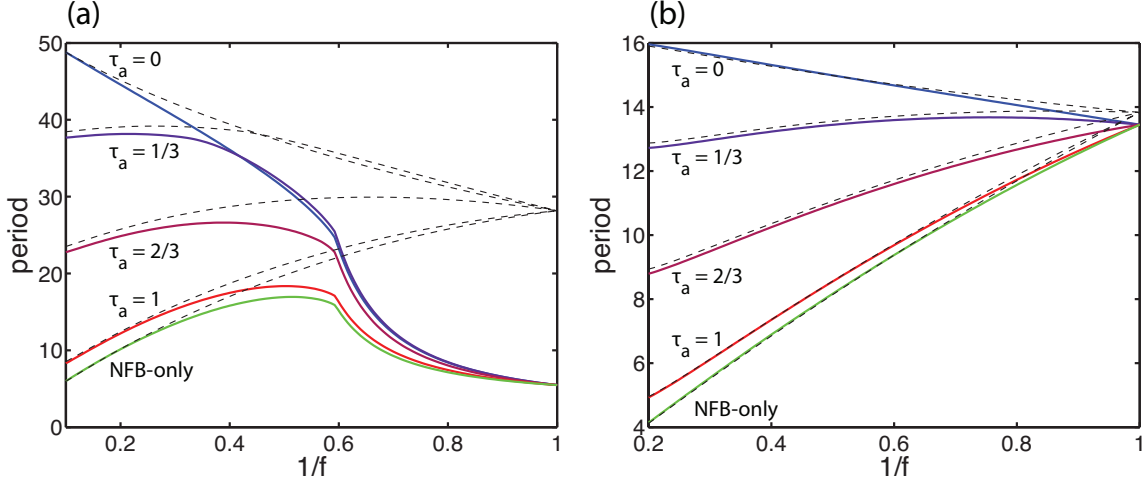 (a)
50
40
30
20
10
0
0.2
0.4
0.6
0.8
1
1/f
period
τa = 0
τa = 1/3
τa = 2/3
τa = 1
NFB-only
(b)
16
14
12
10
8
6
4
0.2
0.4
0.6
0.8
1
1/f
period
τa = 0
τa = 1/3
τa = 2/3
τa = 1
NFB-only